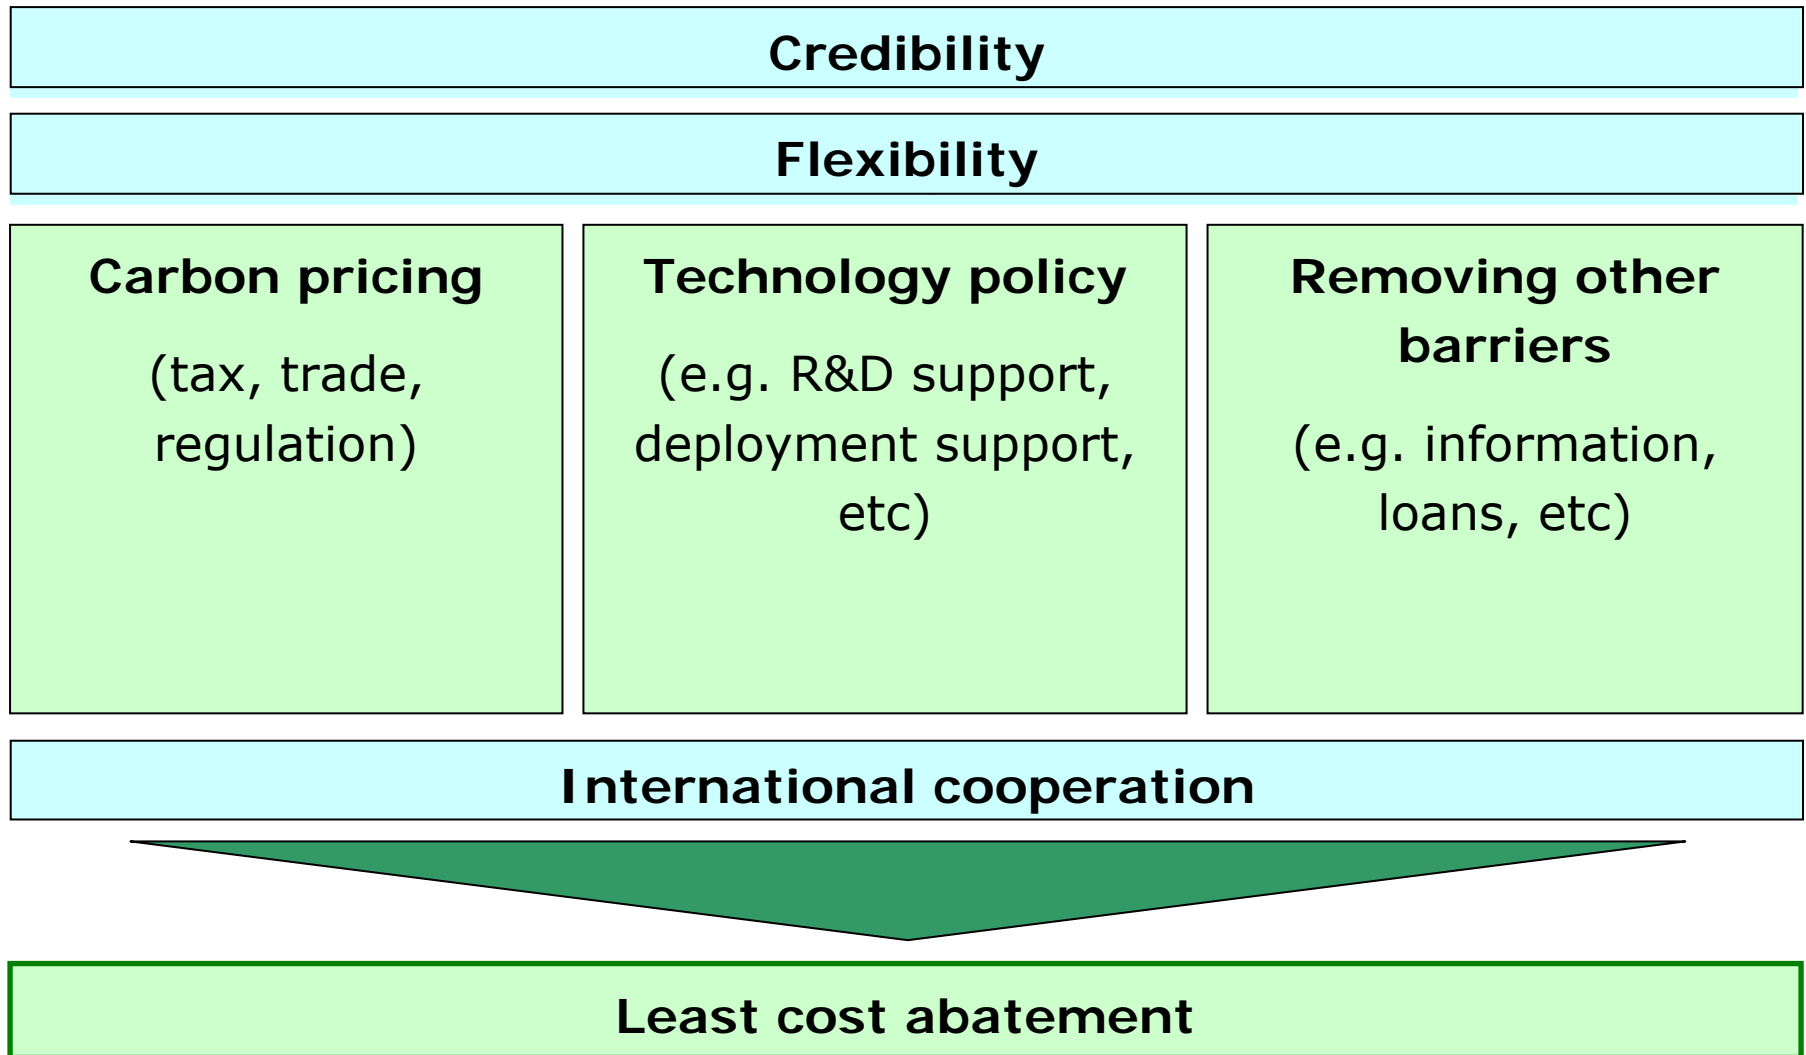 Credibility
Flexibility
Carbon pricing
(tax, trade,
regulation)
Technology policy
(e.g. R&D support,
deployment support,
etc)
Removing other
barriers
(e.g. information,
loans, etc)
International cooperation
Least cost abatement